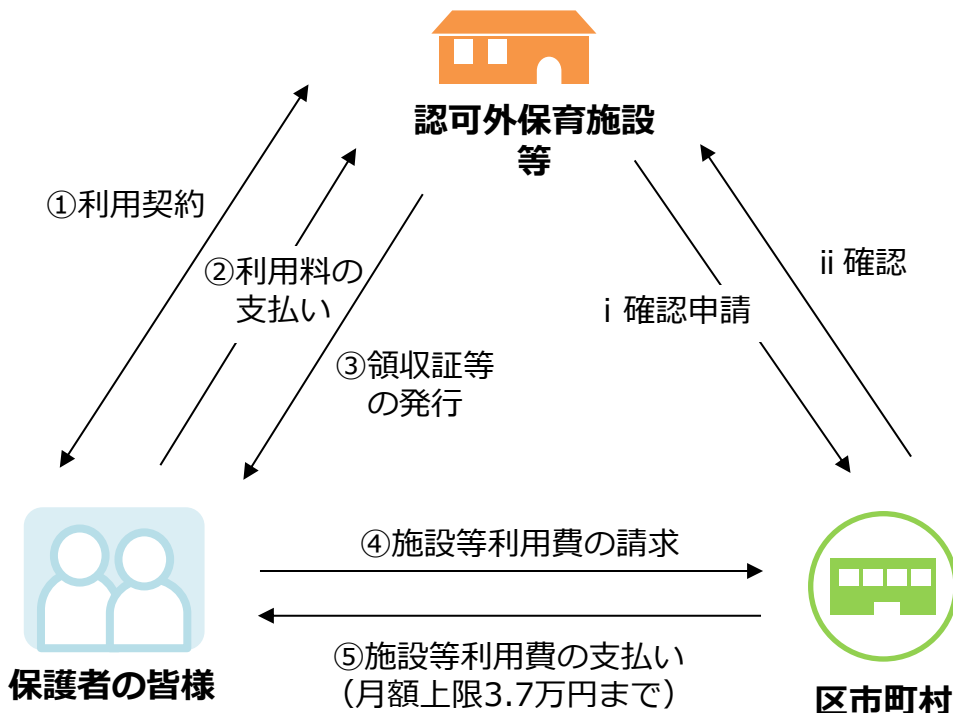 認可外保育施設
等
①利用契約
②利用料の
支払い
③領収証等
の発行
ⅰ 確認申請
ⅱ 確認
④施設等利用費の請求
⑤施設等利用費の支払い
（月額上限3.7万円まで）
保護者の皆様
区市町村